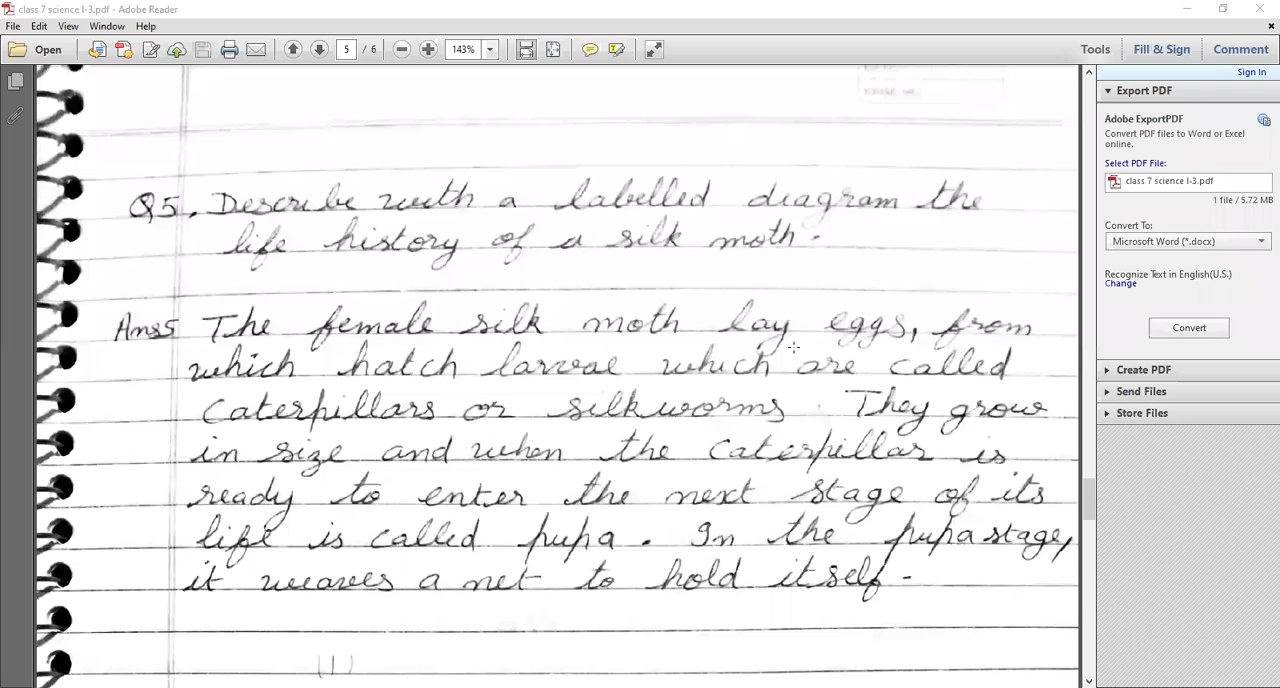 class 7 science I-3.pdf - Adobe Reader
File Edit View Window Help
Open 5 / 6 143% Tools Fill & Sign Comment
Sign In
Export PDF
Adobe ExportPDF
Convert PDF files to Word or Excel
online.
Select PDF File:
class 7 science I-3.pdf
1 file / 5.72 MB
Convert To:
Microsoft Word (*.docx)
Recognize Text in English(U.S.)
Change
Convert
Create PDF
Send Files
Store Files
Q5. Describe with a labelled diagram the
life history of a silk moth.
Ans5 The female silk moth lay eggs, from
which hatch larvae which are called
Caterpillars or silkworms. They grow
in size and when the caterpillar is
ready to enter the next stage of its
life is called pupa. In the pupa stage,
it weaves a net to hold itself.